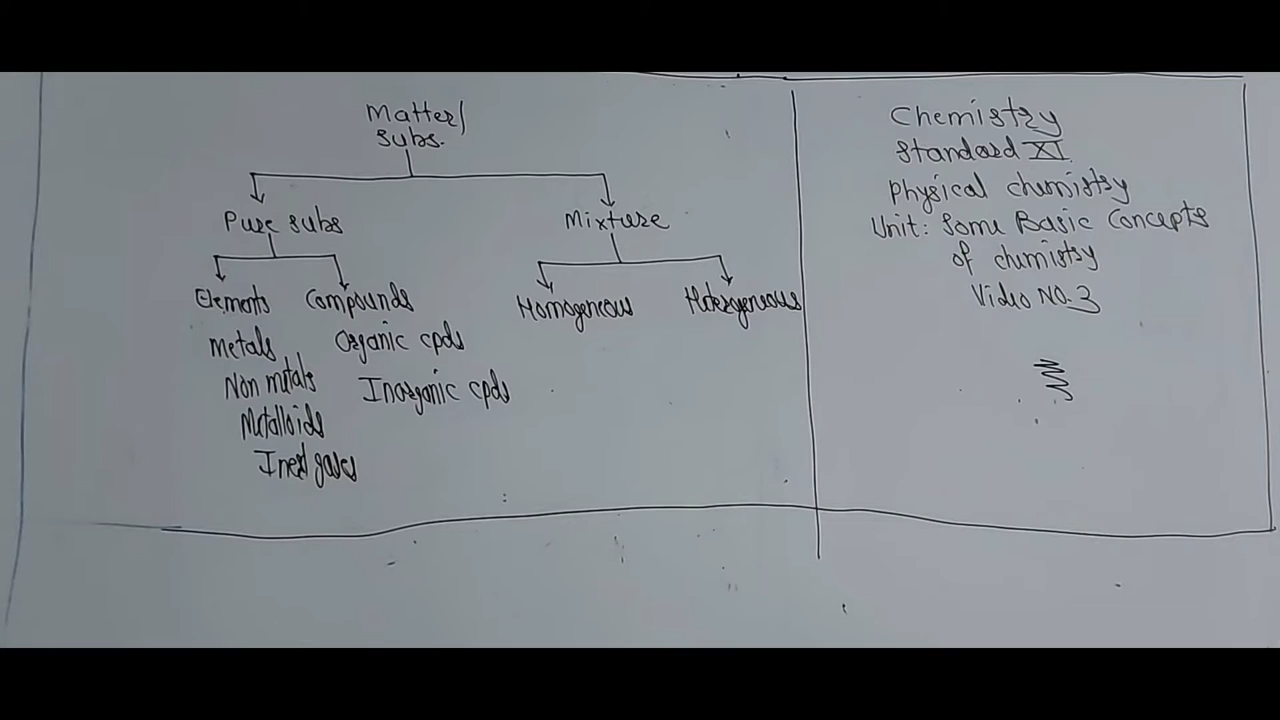 Matter/
subs.
Pure subs
Mixture
Elements
Compounds
Homogeneous
Heterogeneous
Metals
Organic cpds
Non metals
Inorganic cpds
Metalloids
Inert gases
Chemistry
Standard XI
Physical chemistry
Unit: Some Basic Concepts
of chemistry
Video NO. 3